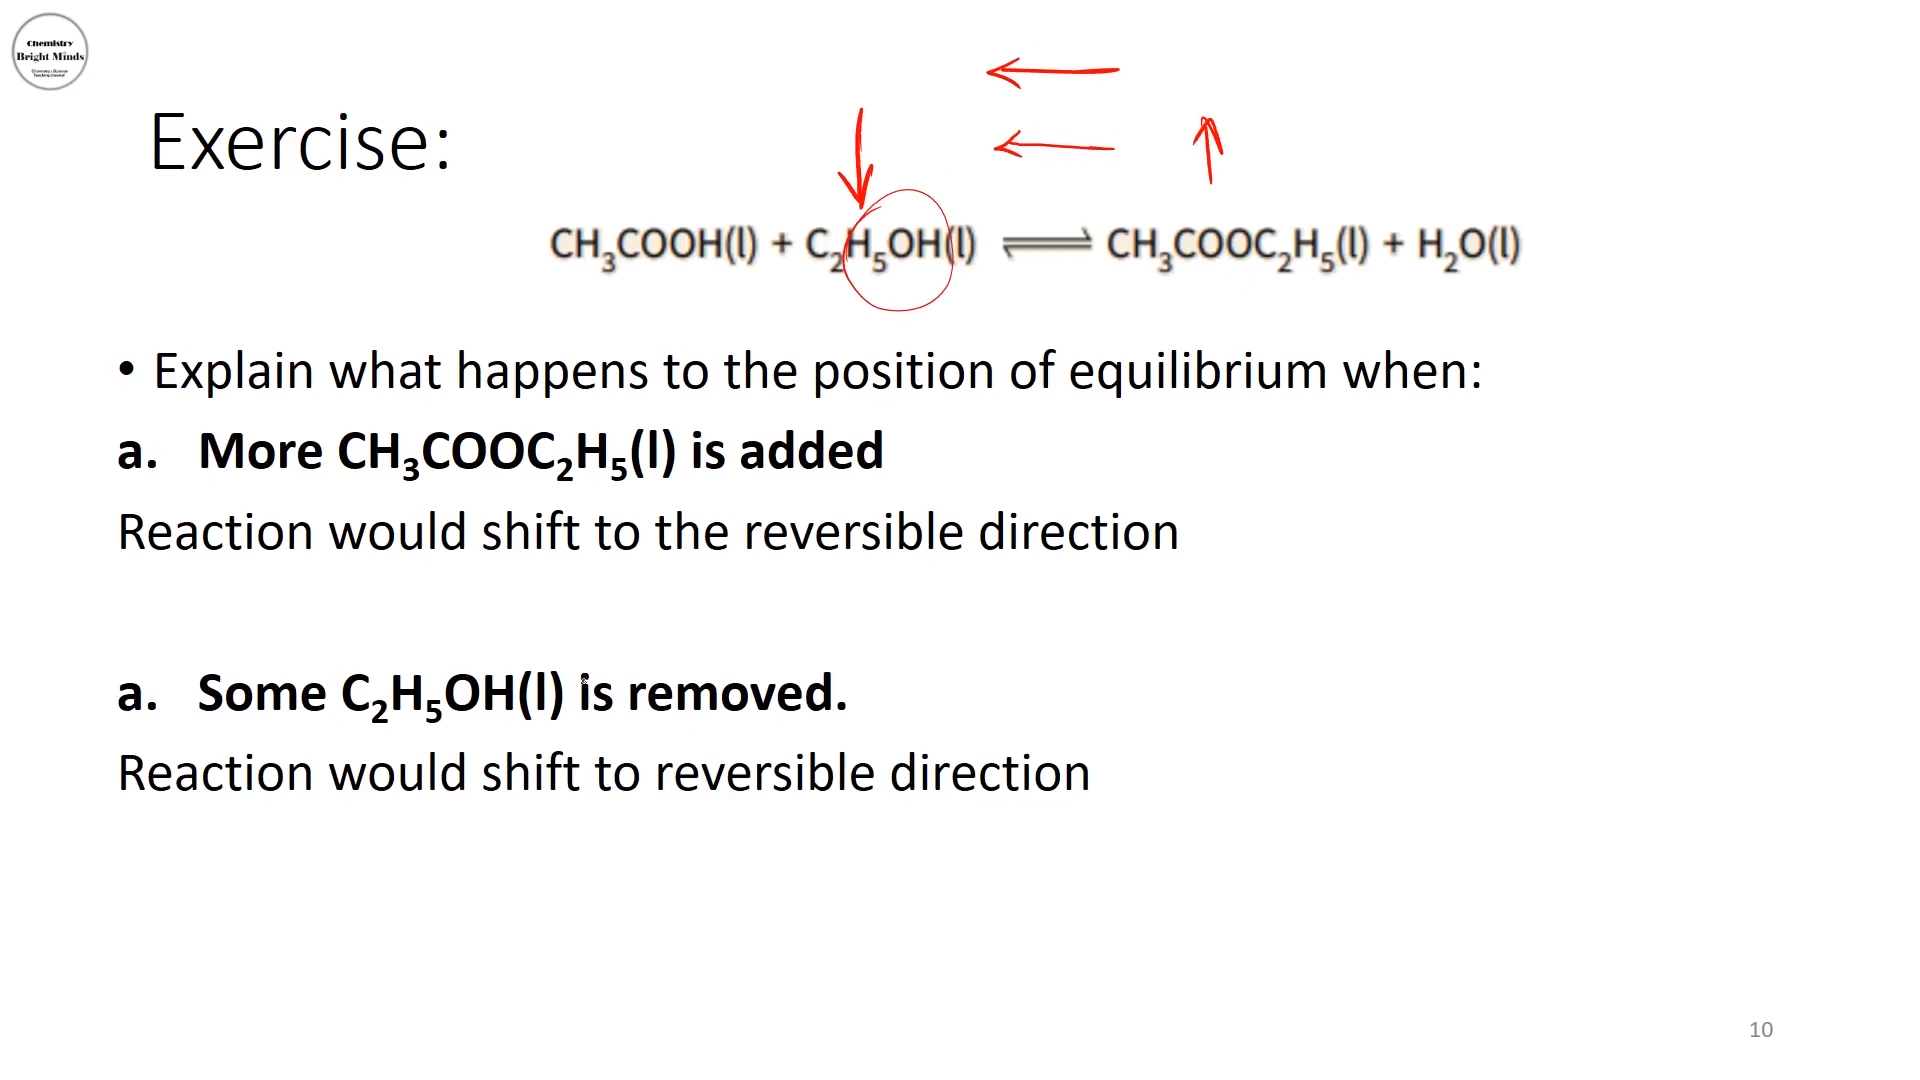 Chemistry
Bright Minds
Exercise:
CH₃COOH(l) + C₂H₅OH(l) ⇌ CH₃COOC₂H₅(l) + H₂O(l)
• Explain what happens to the position of equilibrium when:
a. More CH₃COOC₂H₅(l) is added
Reaction would shift to the reversible direction
a. Some C₂H₅OH(l) is removed.
Reaction would shift to reversible direction
10